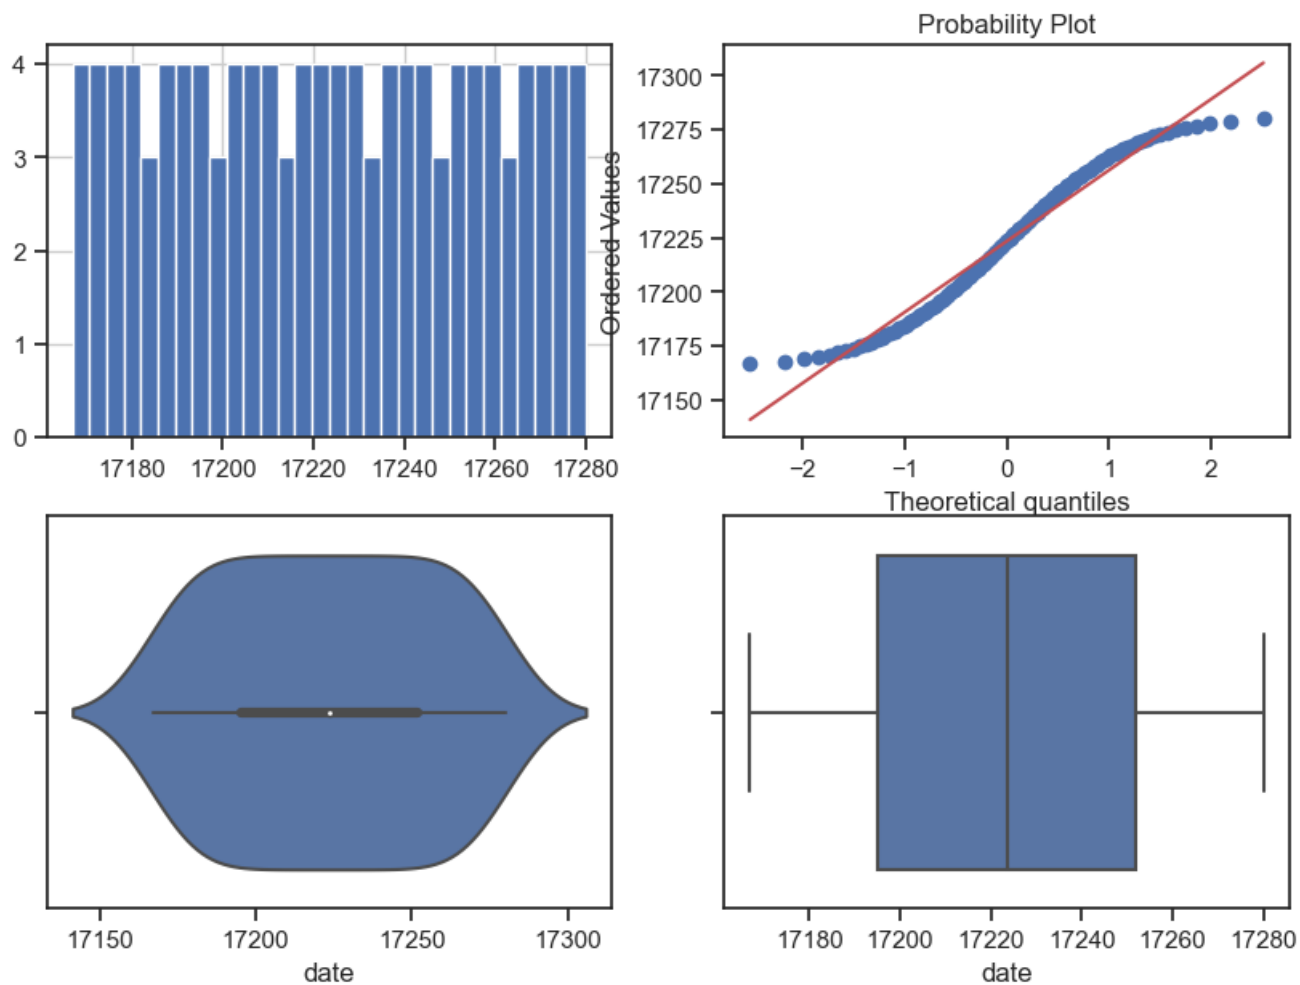 4
3
2
1
0
17180 17200 17220 17240 17260 17280
Probability Plot
Ordered Values
17300
17275
17250
17225
17200
17175
17150
−2 −1 0 1 2
Theoretical quantiles
17150 17200 17250 17300
date
17180 17200 17220 17240 17260 17280
date